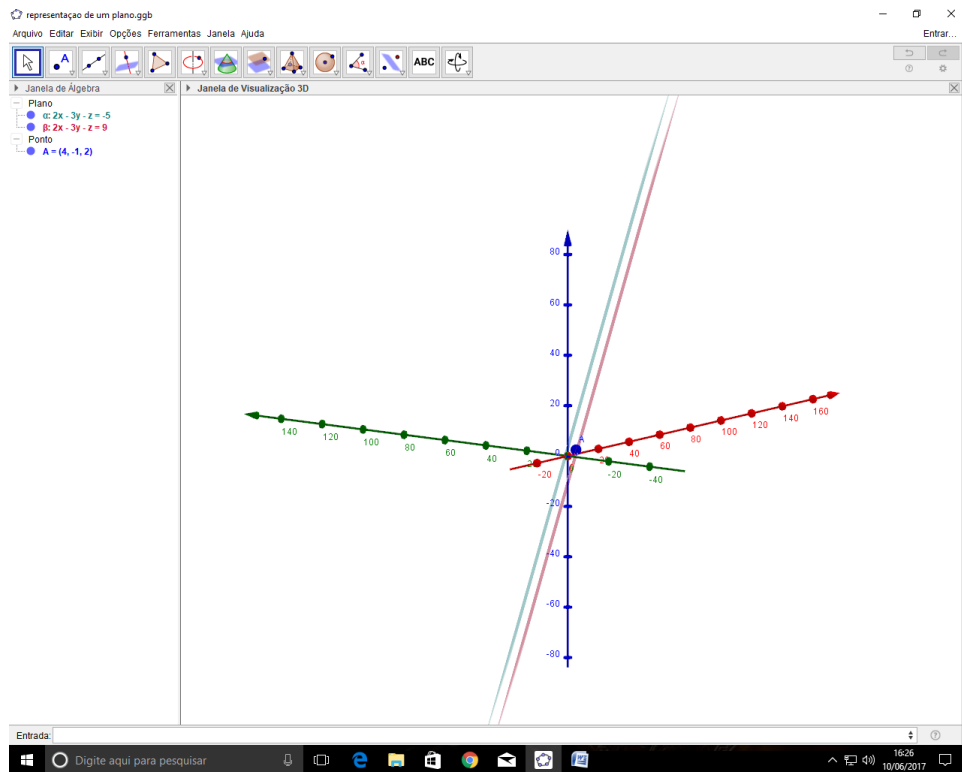 representaçao de um plano.ggb
Arquivo Editar Exibir Opções Ferramentas Janela Ajuda
Entrar...
ABC
Janela de Álgebra
Janela de Visualização 3D
Plano
α: 2x - 3y - z = -5
β: 2x - 3y - z = 9
Ponto
A = (4, -1, 2)
80
60
40
20
0
-20
-40
-60
-80
140
120
100
80
60
40
-20
-40
-20
40
60
80
100
120
140
160
A
Entrada:
Digite aqui para pesquisar
16:26
10/06/2017